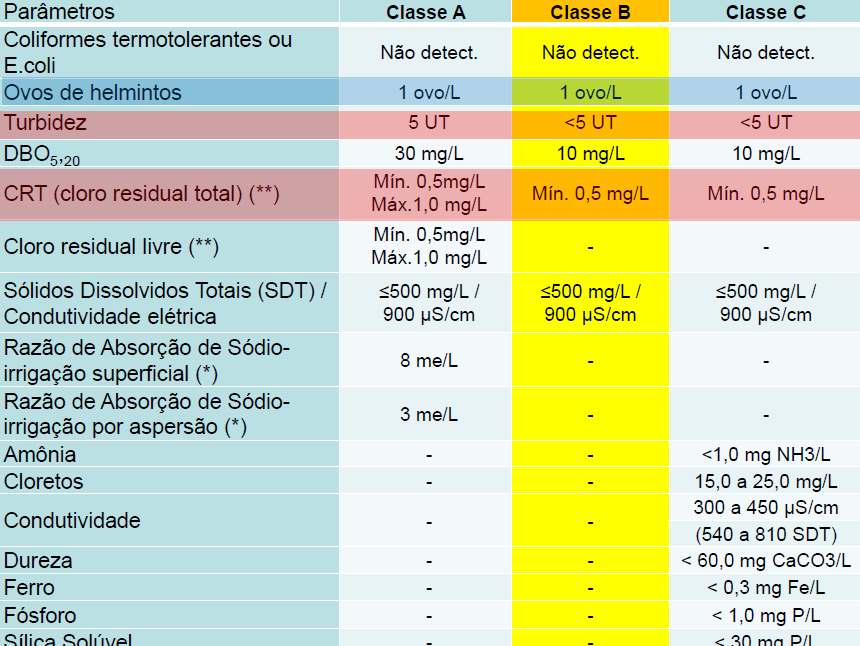 Parâmetros Classe A Classe B Classe C
Coliformes termotolerantes ou
E.coli Não detect. Não detect. Não detect.
Ovos de helmintos 1 ovo/L 1 ovo/L 1 ovo/L
Turbidez 5 UT <5 UT <5 UT
DBO5,20 30 mg/L 10 mg/L 10 mg/L
CRT (cloro residual total) (**) Mín. 0,5mg/L Mín. 0,5 mg/L Mín. 0,5 mg/L
Máx.1,0 mg/L
Cloro residual livre (**) Mín. 0,5mg/L - -
Máx.1,0 mg/L
Sólidos Dissolvidos Totais (SDT) / ≤500 mg/L / ≤500 mg/L / ≤500 mg/L /
Condutividade elétrica 900 µS/cm 900 µS/cm 900 µS/cm
Razão de Absorção de Sódio-
irrigação superficial (*) 8 me/L - -
Razão de Absorção de Sódio-
irrigação por aspersão (*) 3 me/L - -
Amônia - - <1,0 mg NH3/L
Cloretos - - 15,0 a 25,0 mg/L
Condutividade - - 300 a 450 µS/cm
(540 a 810 SDT)
Dureza - - < 60,0 mg CaCO3/L
Ferro - - < 0,3 mg Fe/L
Fósforo - - < 1,0 mg P/L
Sílica Solúvel - - < 30 mg P/L